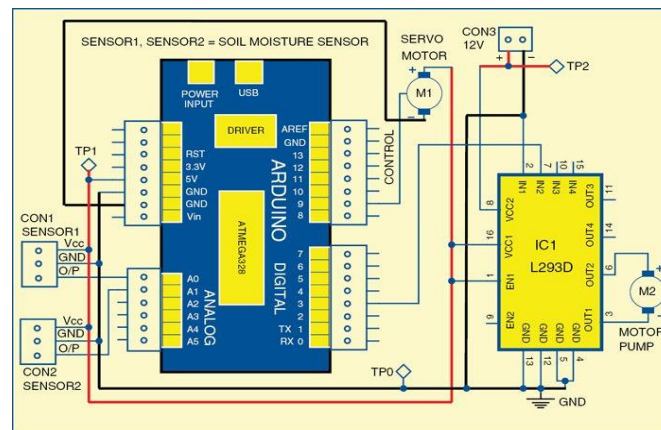 SENSOR1, SENSOR2 = SOIL MOISTURE SENSOR
SERVO
MOTOR
CON3
12V
+
−
TP2
+
M1
−
POWER
INPUT
USB
DRIVER
AREF
GND
13
12
11
10
9
8
CONTROL
TP1
RST
3.3V
5V
GND
GND
Vin
ARDUINO
ATMEGA328
CON1
SENSOR1
Vcc
GND
O/P
A0
A1
A2
A3
A4
A5
ANALOG
DIGITAL
7
6
5
4
3
2
TX 1
RX 0
Vcc
GND
O/P
CON2
SENSOR2
TP0
2
7
10
15
IN1
IN2
IN3
IN4
8
VCC2
OUT3
11
16
VCC1
OUT4
14
IC1
L293D
1
EN1
OUT2
6
+
M2
−
9
EN2
OUT1
3
MOTOR
PUMP
GND
GND
GND
GND
13
12
5
4
GND